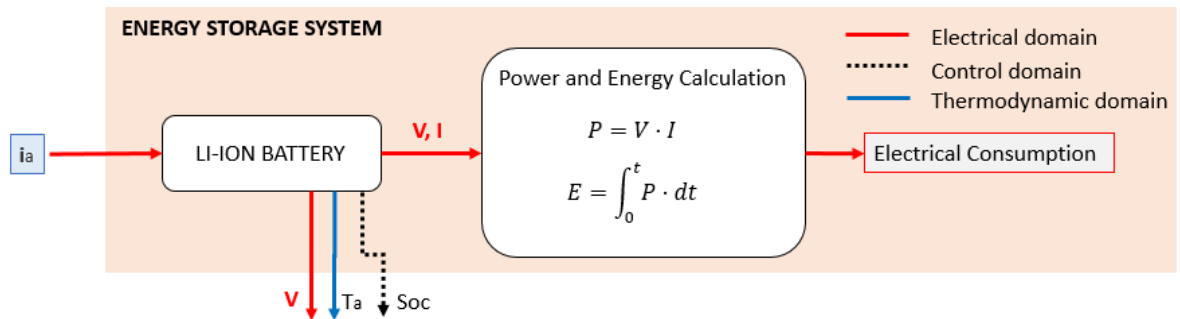 ENERGY STORAGE SYSTEM
Electrical domain
Control domain
Thermodynamic domain
ia
LI-ION BATTERY
V, I
Power and Energy Calculation
P = V · I
E = ∫₀ᵗ P · dt
Electrical Consumption
V
Ta
Soc